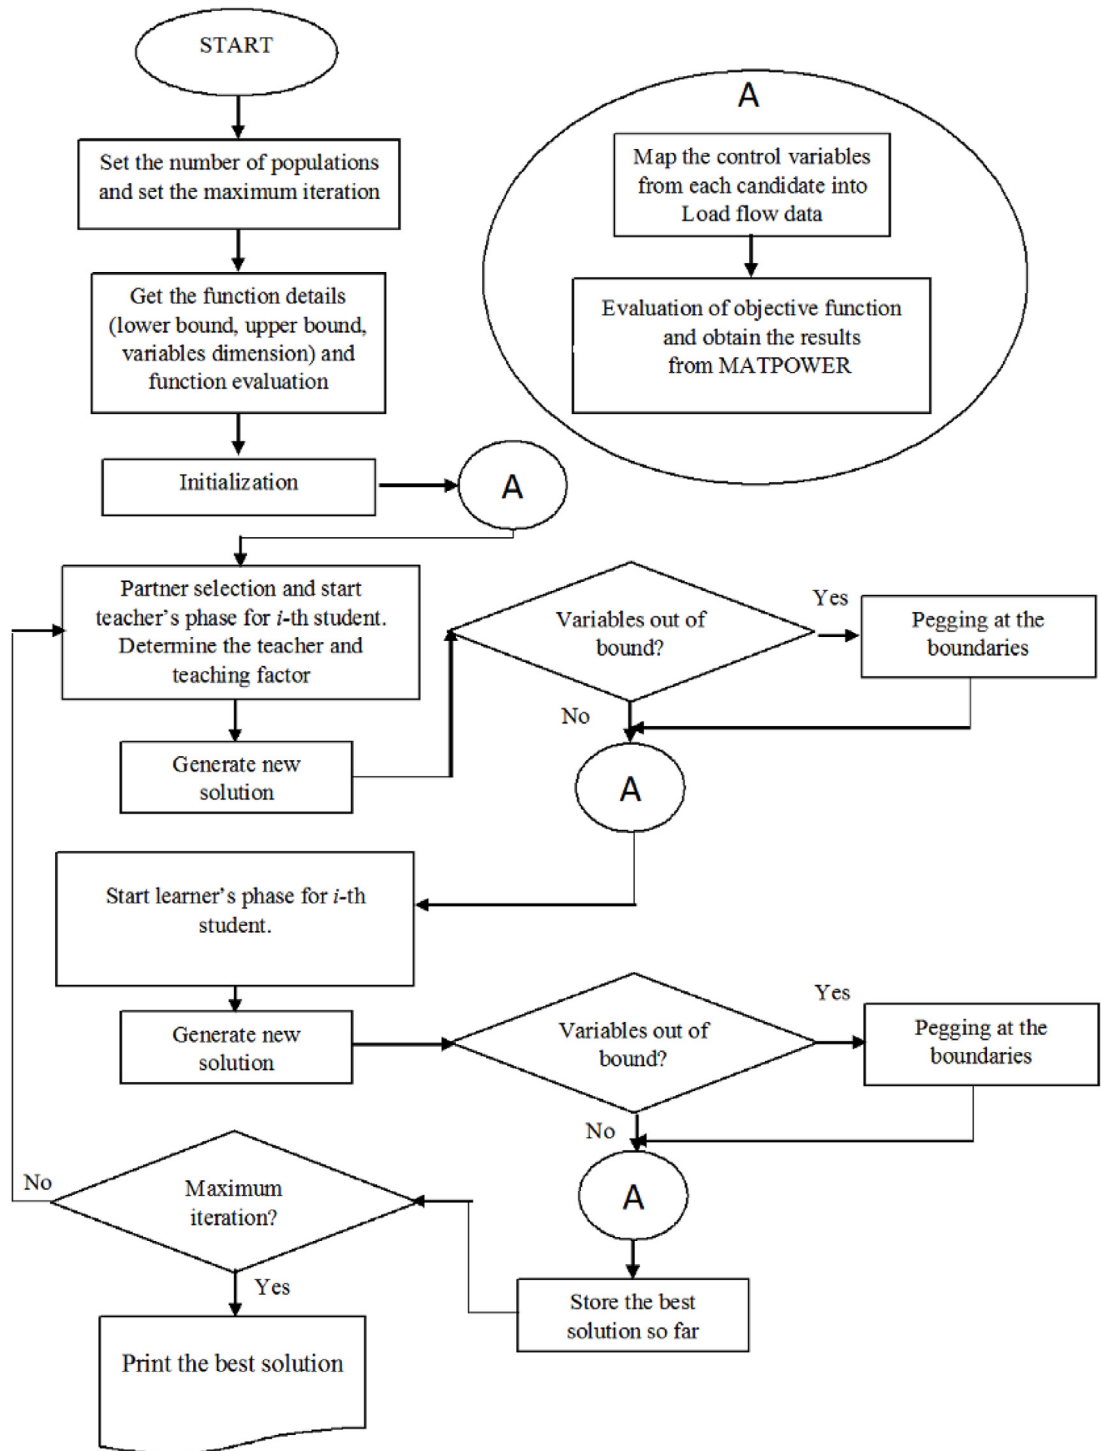 START
Set the number of populations
and set the maximum iteration
Get the function details
(lower bound, upper bound,
variables dimension) and
function evaluation
Initialization
A
A
Map the control variables
from each candidate into
Load flow data
Evaluation of objective function
and obtain the results
from MATPOWER
Partner selection and start
teacher’s phase for i-th student.
Determine the teacher and
teaching factor
Generate new
solution
Variables out of
bound?
Yes
Pegging at the
boundaries
No
A
Start learner’s phase for i-th
student.
Generate new
solution
Variables out of
bound?
Yes
Pegging at the
boundaries
No
A
Store the best
solution so far
Maximum
iteration?
No
Yes
Print the best solution